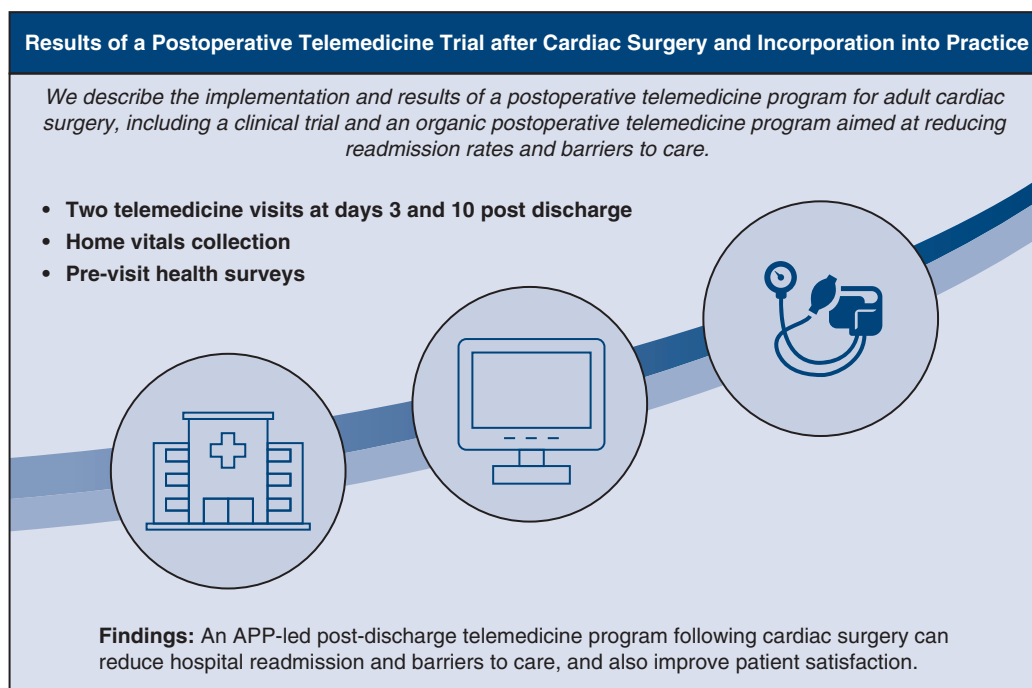 Results of a Postoperative Telemedicine Trial after Cardiac Surgery and Incorporation into Practice
We describe the implementation and results of a postoperative telemedicine program for adult cardiac
surgery, including a clinical trial and an organic postoperative telemedicine program aimed at reducing
readmission rates and barriers to care.
• Two telemedicine visits at days 3 and 10 post discharge
• Home vitals collection
• Pre-visit health surveys
Findings: An APP-led post-discharge telemedicine program following cardiac surgery can
reduce hospital readmission and barriers to care, and also improve patient satisfaction.